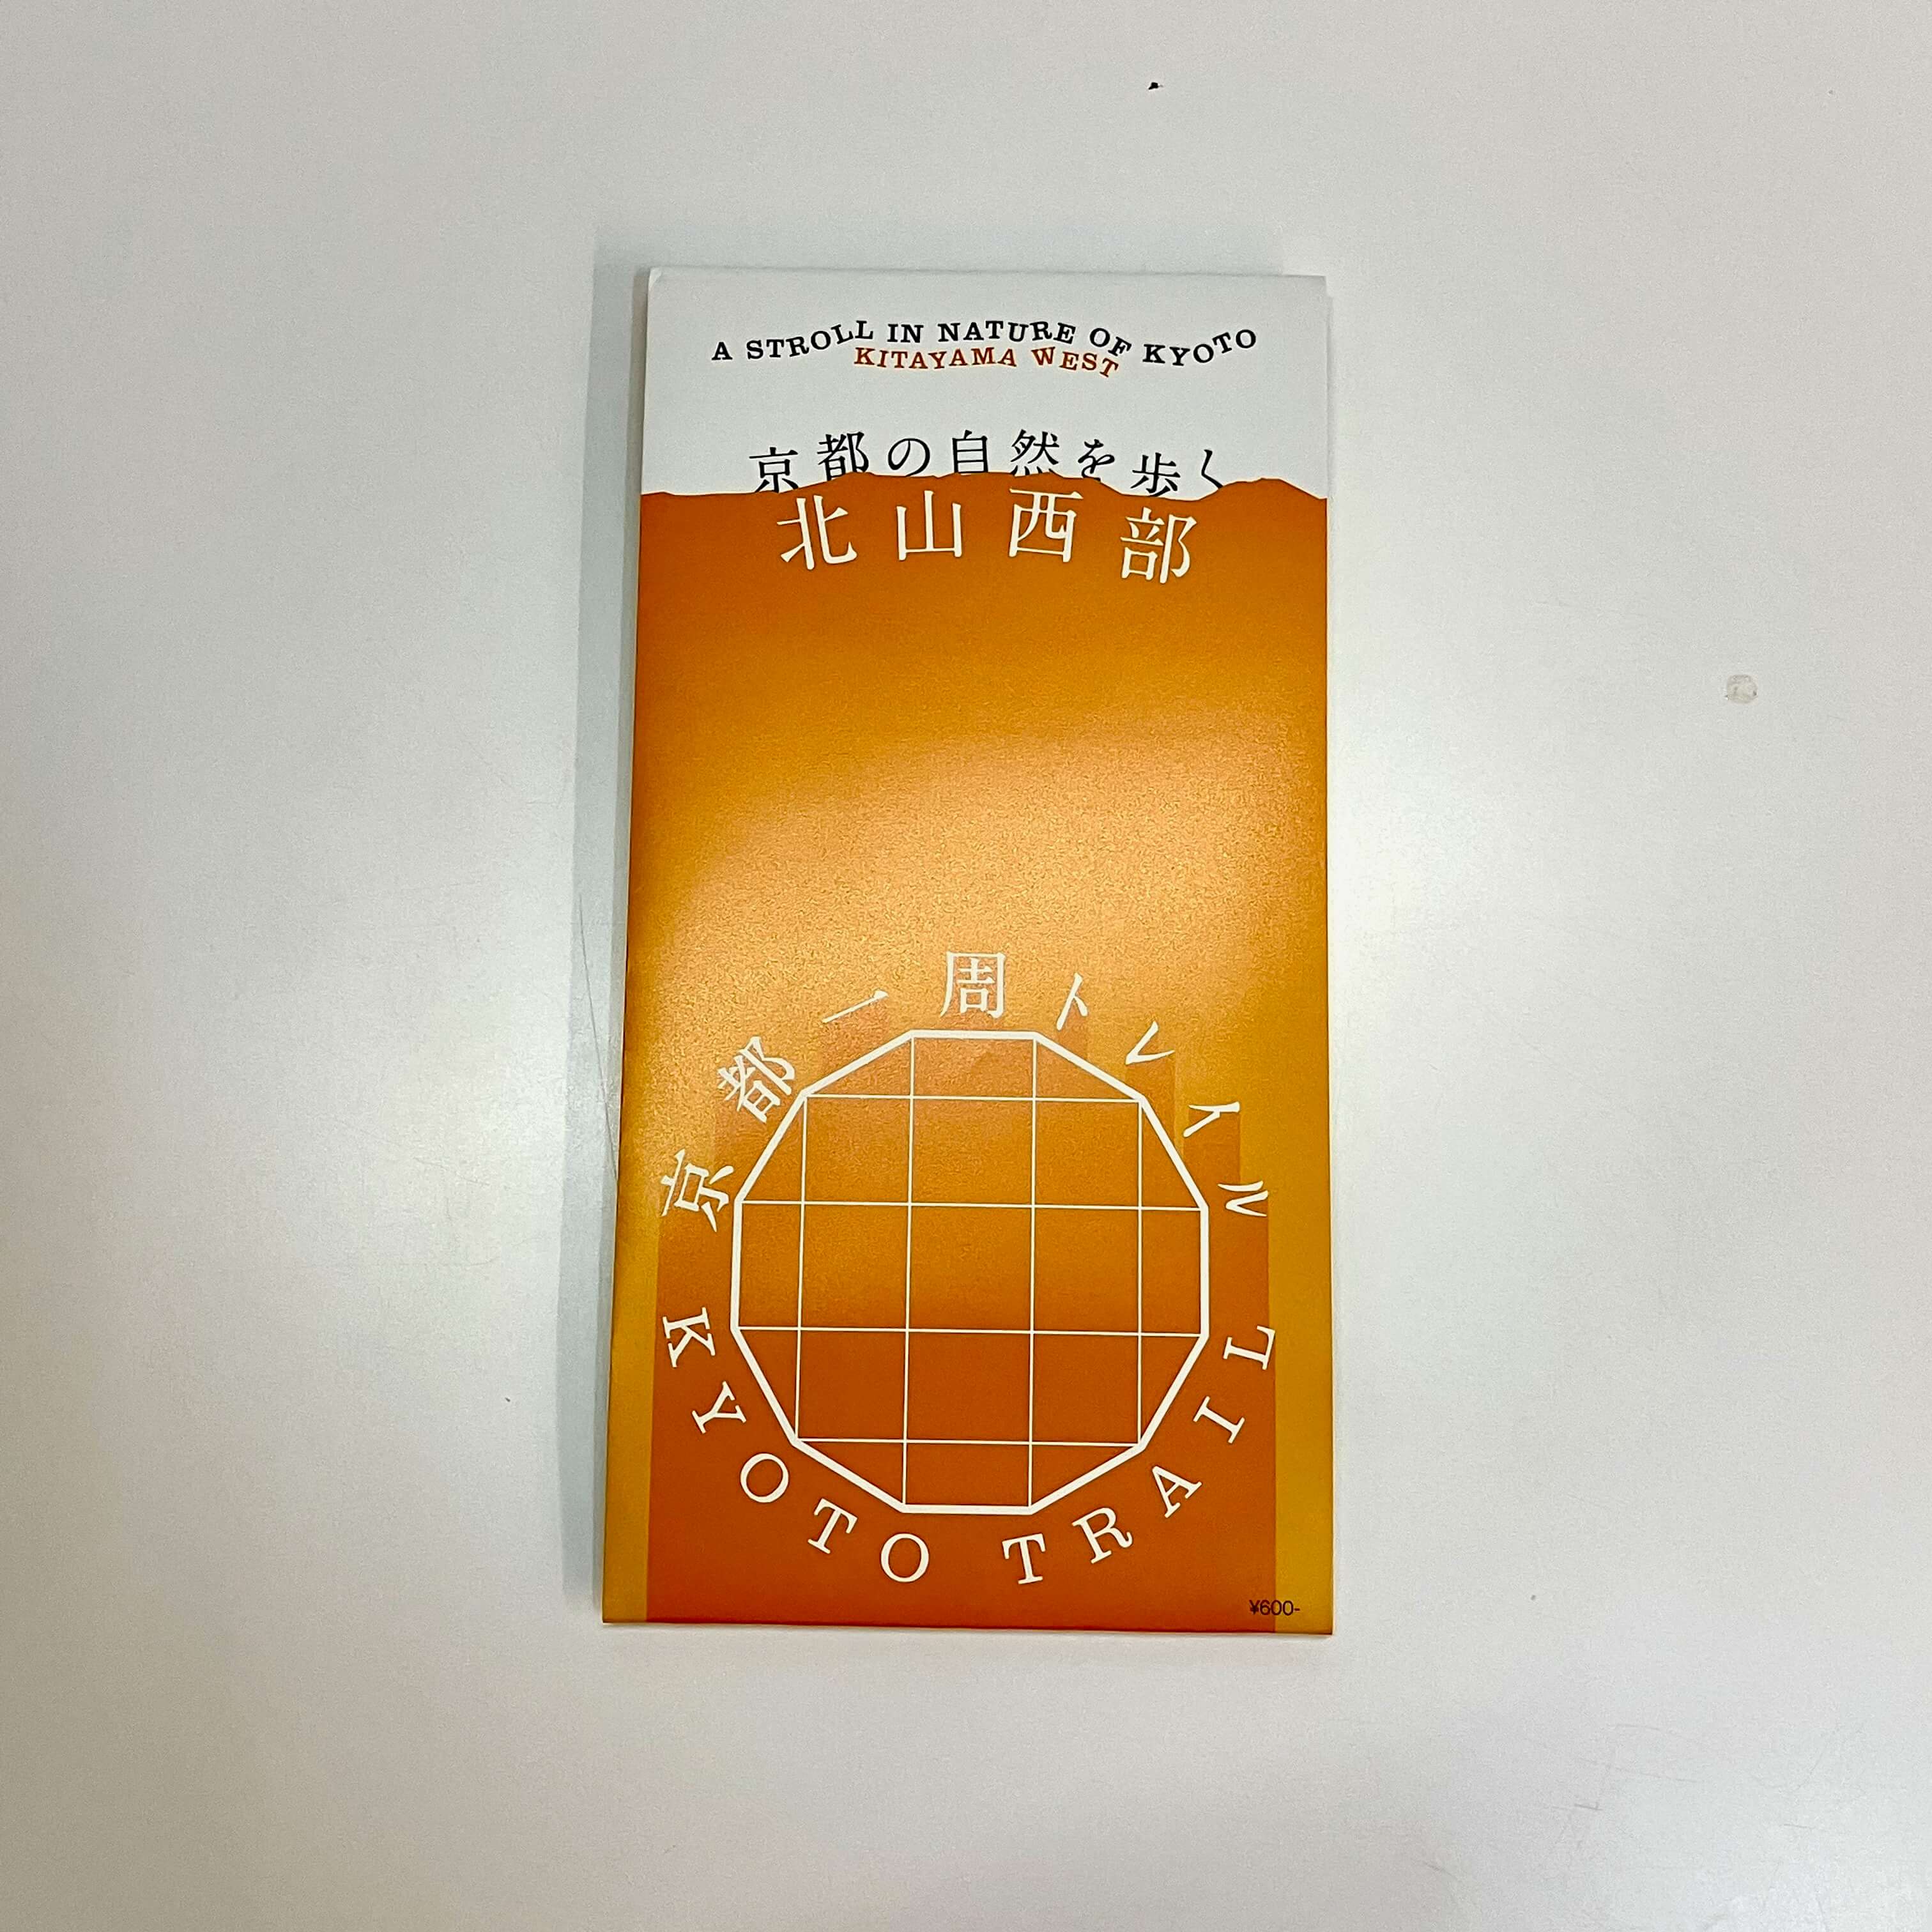 A STROLL IN NATURE OF KYOTO
KITAYAMA WEST
京都の自然を歩く
北山西部
京都一周トレイル
KYOTO TRAIL
¥600-